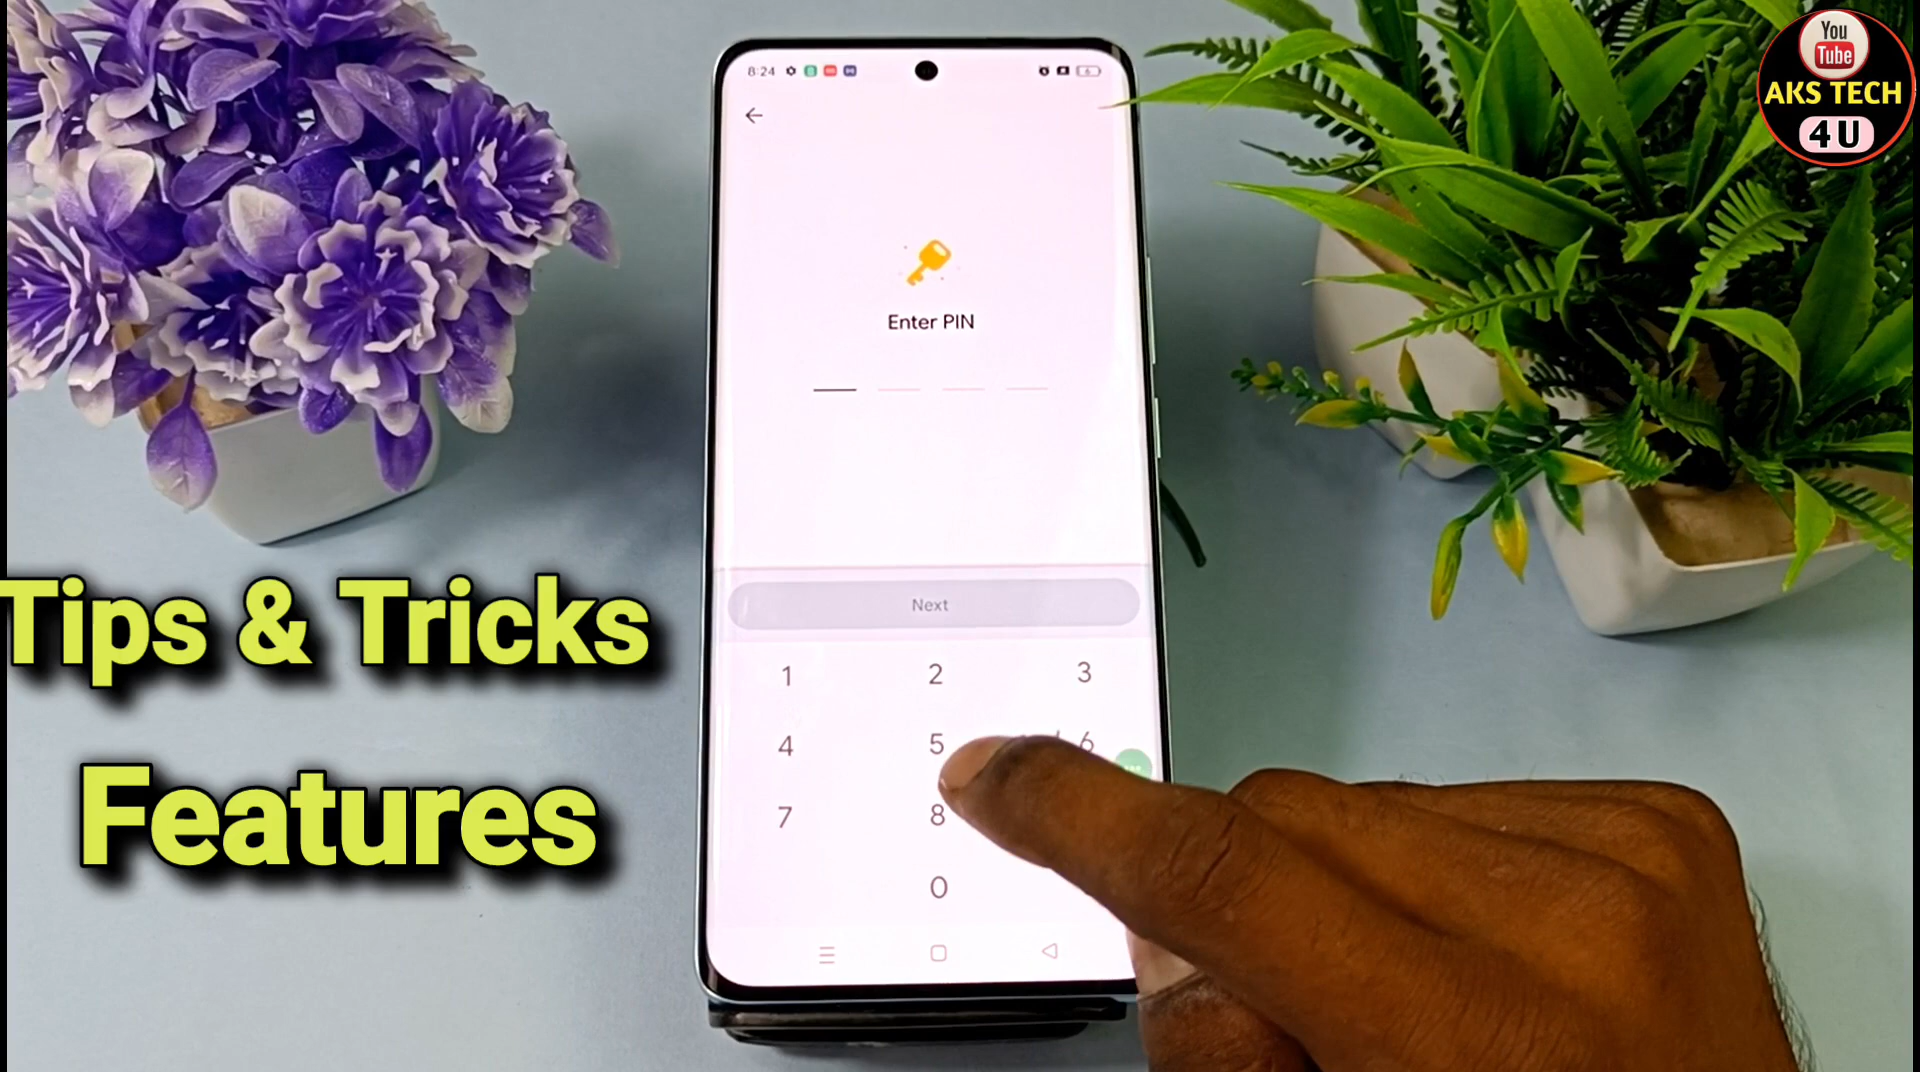 You
Tube
AKS TECH
4U
8:24
6
Enter PIN
Next
1 2 3
4 5 6
7 8
0
Tips & Tricks
Features